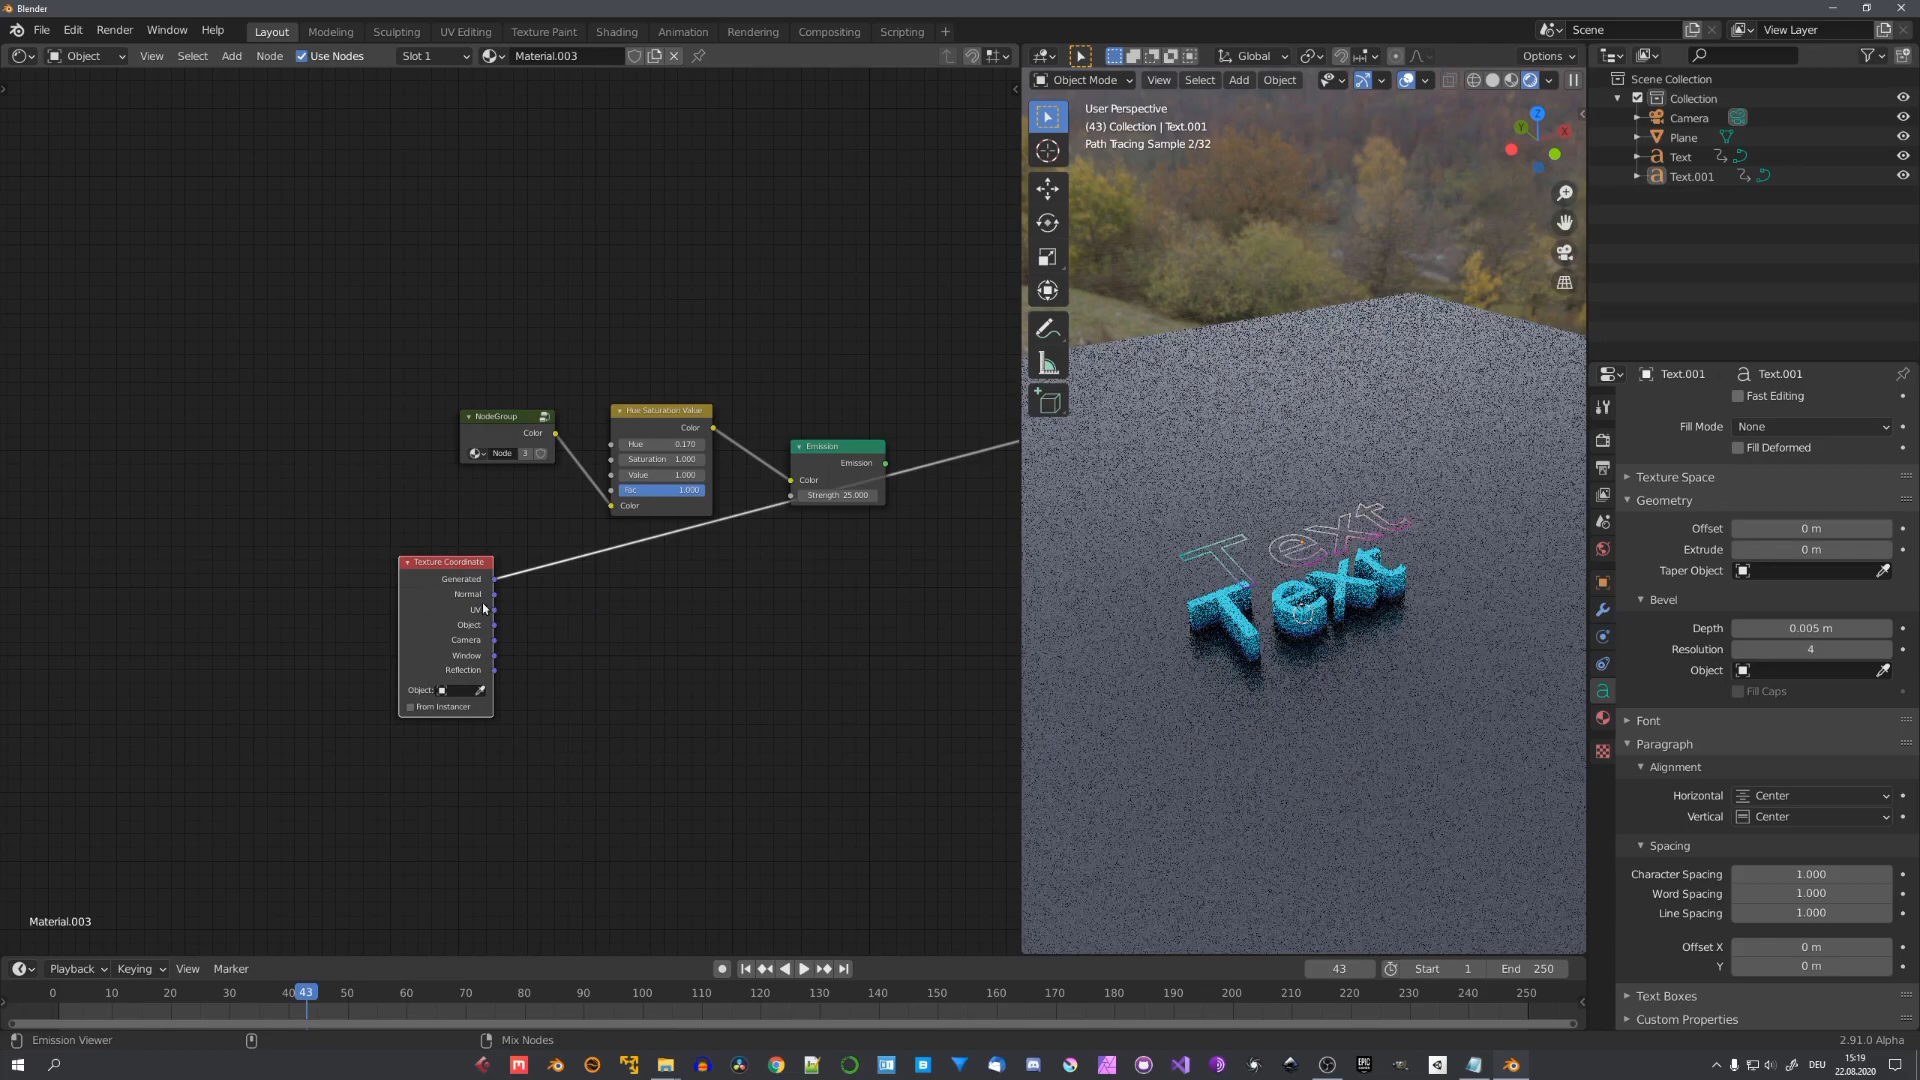 Blender
File Edit Render Window Help
Layout Modeling Sculpting UV Editing Texture Paint Shading Animation Rendering Compositing Scripting +
Scene
View Layer
Object View Select Add Node Use Nodes Slot 1 Material.003
Global
Options
Object Mode View Select Add Object
User Perspective
(43) Collection | Text.001
Path Tracing Sample 2/32
Scene Collection
Collection
Camera
Plane
Text
Text.001
NodeGroup
Color
Node 3
Hue Saturation Value
Color
Hue 0.170
Saturation 1.000
Value 1.000
Fac 1.000
Color
Emission
Emission
Color
Strength 25.000
Texture Coordinate
Generated
Normal
UV
Object
Camera
Window
Reflection
Object:
From Instancer
Text
Text
Z
Y
X
Text.001 Text.001
Fast Editing
Fill Mode None
Fill Deformed
Texture Space
Geometry
Offset 0 m
Extrude 0 m
Taper Object
Bevel
Depth 0.005 m
Resolution 4
Object
Fill Caps
Font
Paragraph
Alignment
Horizontal Center
Vertical Center
Spacing
Character Spacing 1.000
Word Spacing 1.000
Line Spacing 1.000
Offset X 0 m
Y 0 m
Text Boxes
Custom Properties
Material.003
Playback Keying View Marker
43 Start 1 End 250
0 10 20 30 40 43 50 60 70 80 90 100 110 120 130 140 150 160 170 180 190 200 210 220 230 240 250
Emission Viewer
Mix Nodes
2.91.0 Alpha
DEU
15:19
22.08.2020